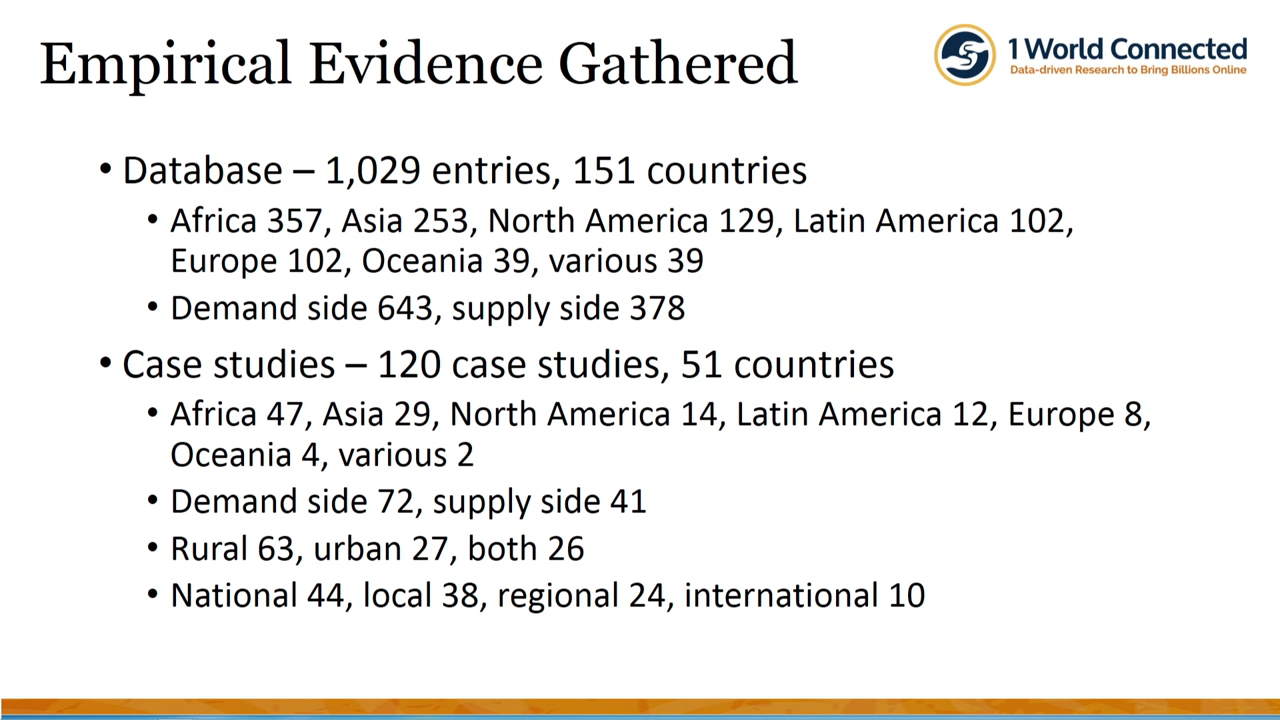 Empirical Evidence Gathered
1 World Connected
Data-driven Research to Bring Billions Online
• Database – 1,029 entries, 151 countries
• Africa 357, Asia 253, North America 129, Latin America 102,
Europe 102, Oceania 39, various 39
• Demand side 643, supply side 378
• Case studies – 120 case studies, 51 countries
• Africa 47, Asia 29, North America 14, Latin America 12, Europe 8,
Oceania 4, various 2
• Demand side 72, supply side 41
• Rural 63, urban 27, both 26
• National 44, local 38, regional 24, international 10